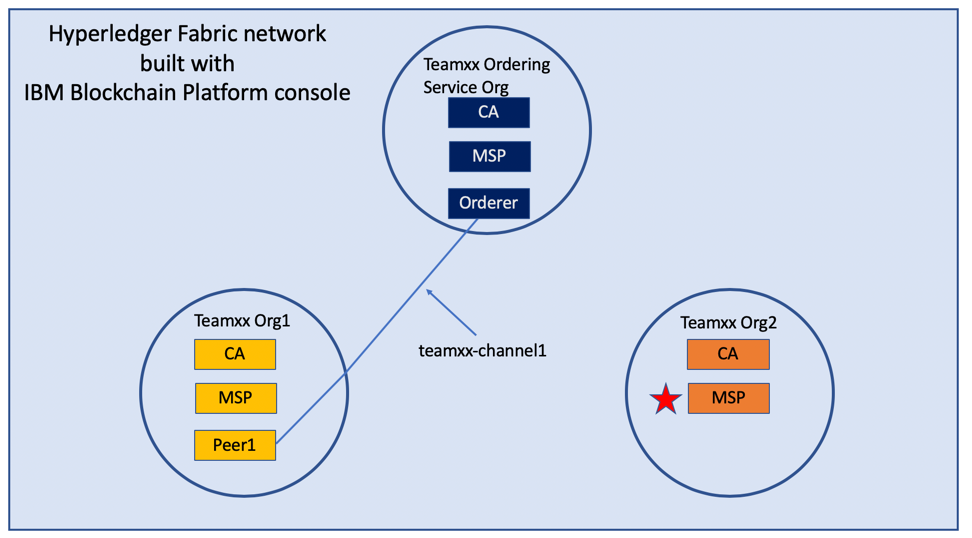 Hyperledger Fabric network
built with
IBM Blockchain Platform console
Teamxx Ordering
Service Org
CA
MSP
Orderer
teamxx-channel1
Teamxx Org1
CA
MSP
Peer1
Teamxx Org2
CA
MSP